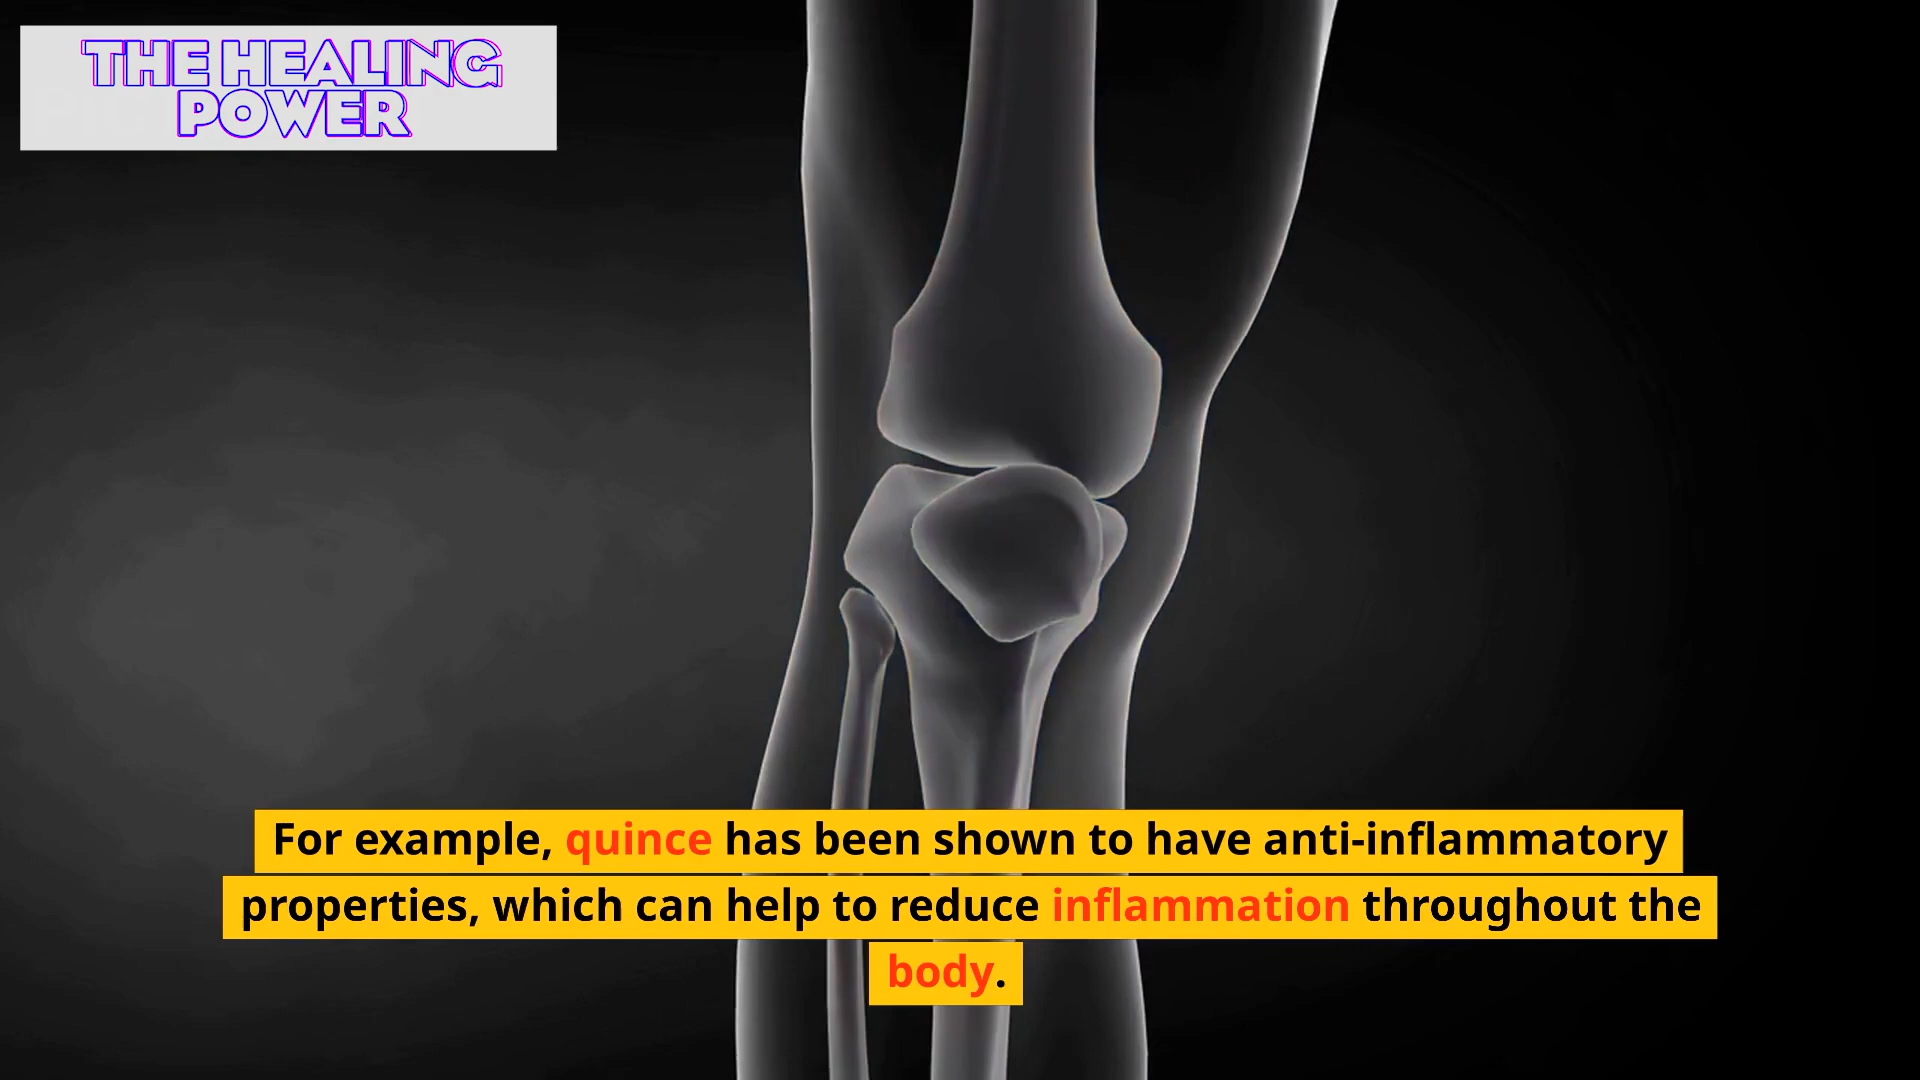 THE HEALING
POWER
For example, quince has been shown to have anti-inflammatory
properties, which can help to reduce inflammation throughout the
body.